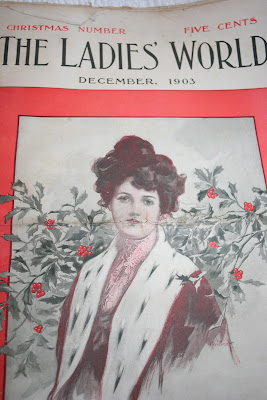 CHRISTMAS NUMBER FIVE CENTS
THE LADIES' WORLD
DECEMBER, 1903